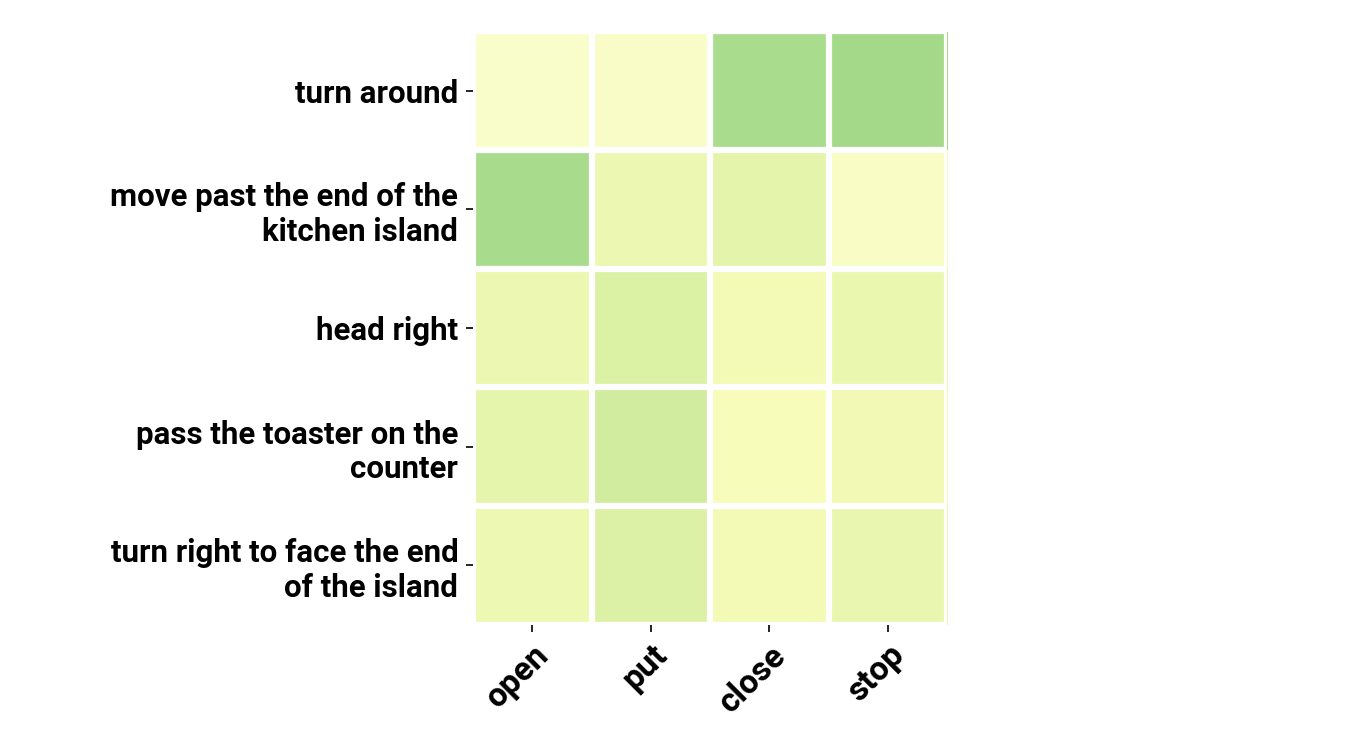 turn around
move past the end of the
kitchen island
head right
pass the toaster on the
counter
turn right to face the end
of the island
open
put
close
stop